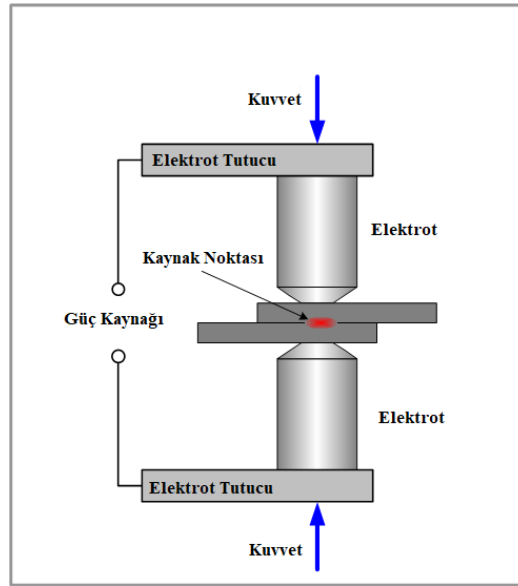 Kuvvet
Elektrot Tutucu
Elektrot
Kaynak Noktası
Güç Kaynağı
Elektrot
Elektrot Tutucu
Kuvvet